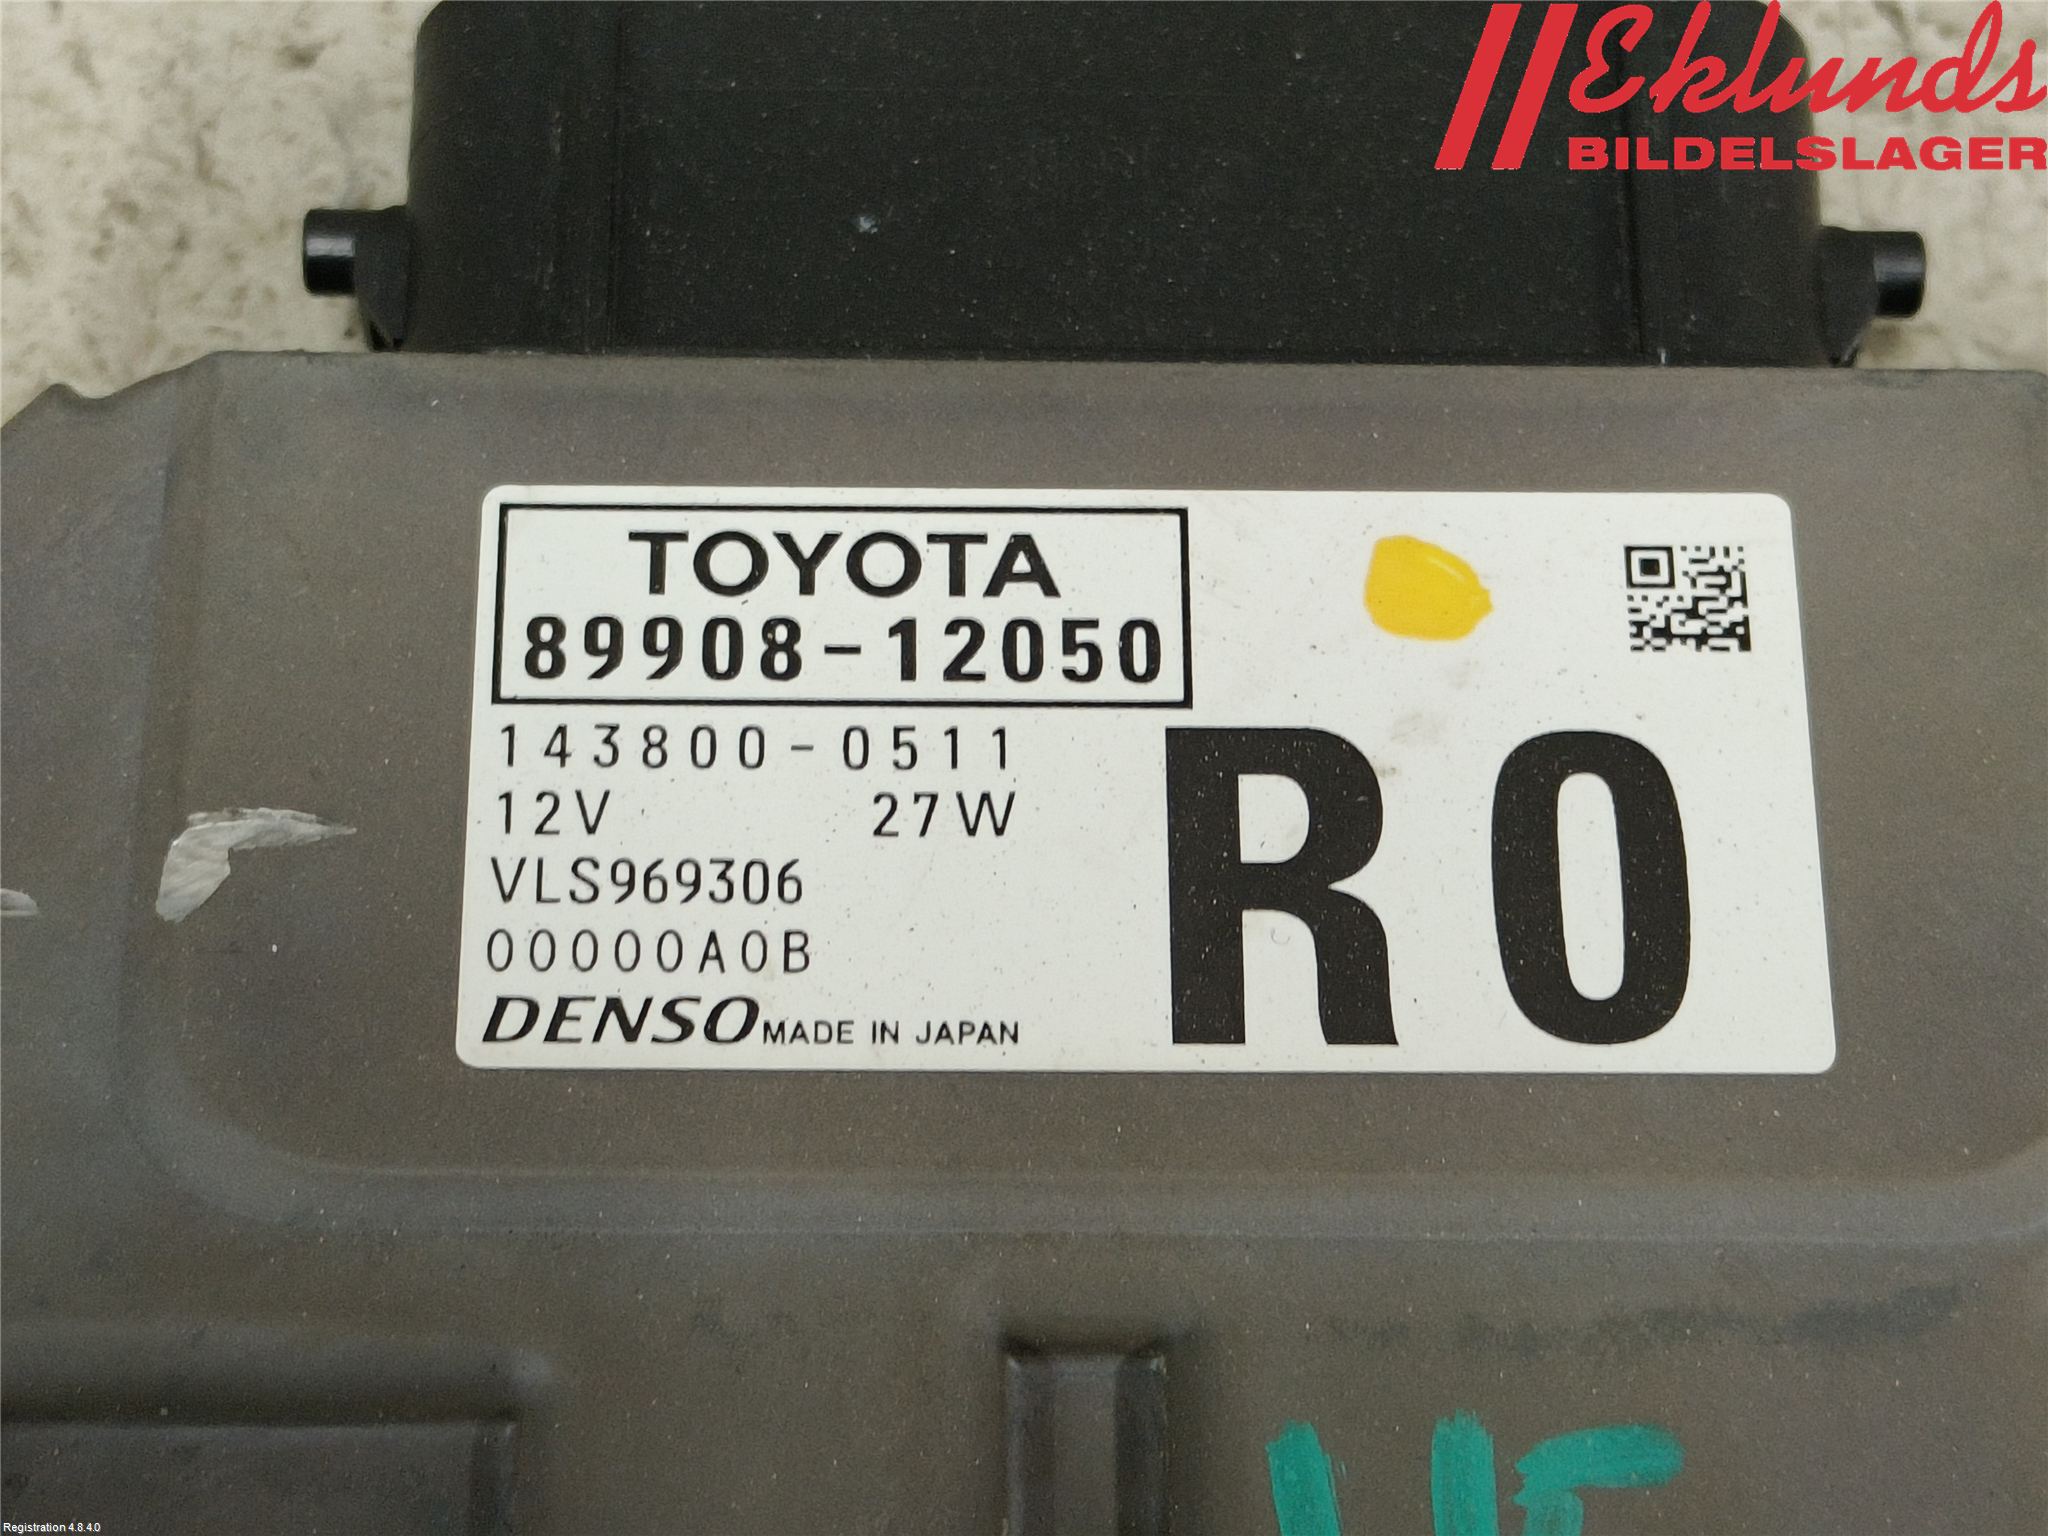 Eklunds
BILDELSLAGER
TOYOTA
89908-12050
143800-0511
12V 27W
VLS969306
00000A0B
DENSO MADE IN JAPAN
R0
Registration 4.8.4.0